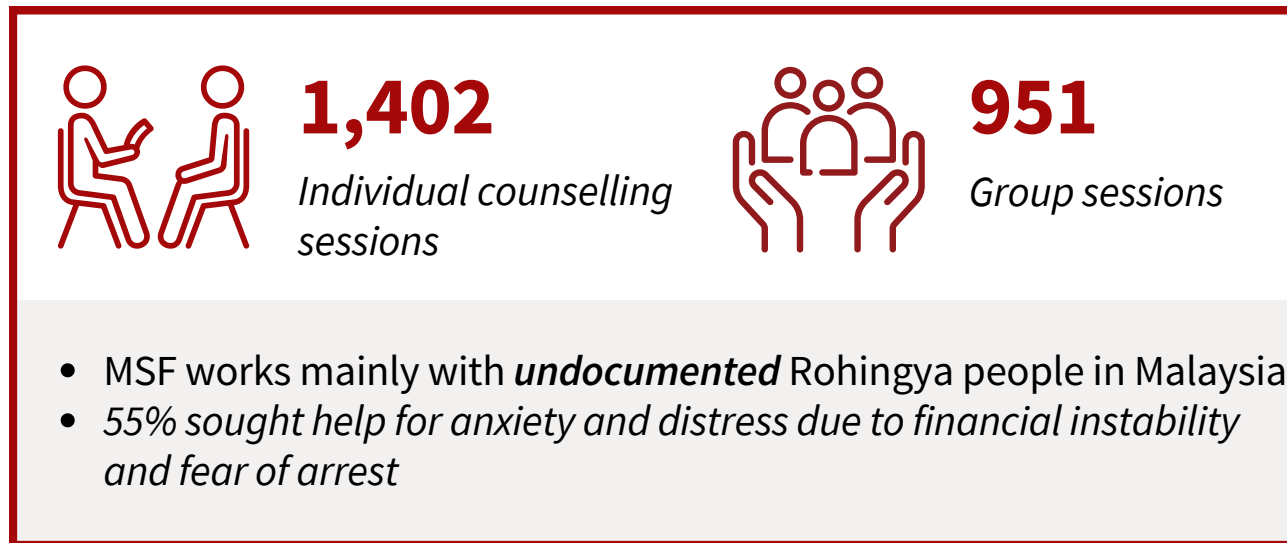 1,402
Individual counselling
sessions
951
Group sessions
• MSF works mainly with undocumented Rohingya people in Malaysia
• 55% sought help for anxiety and distress due to financial instability
and fear of arrest